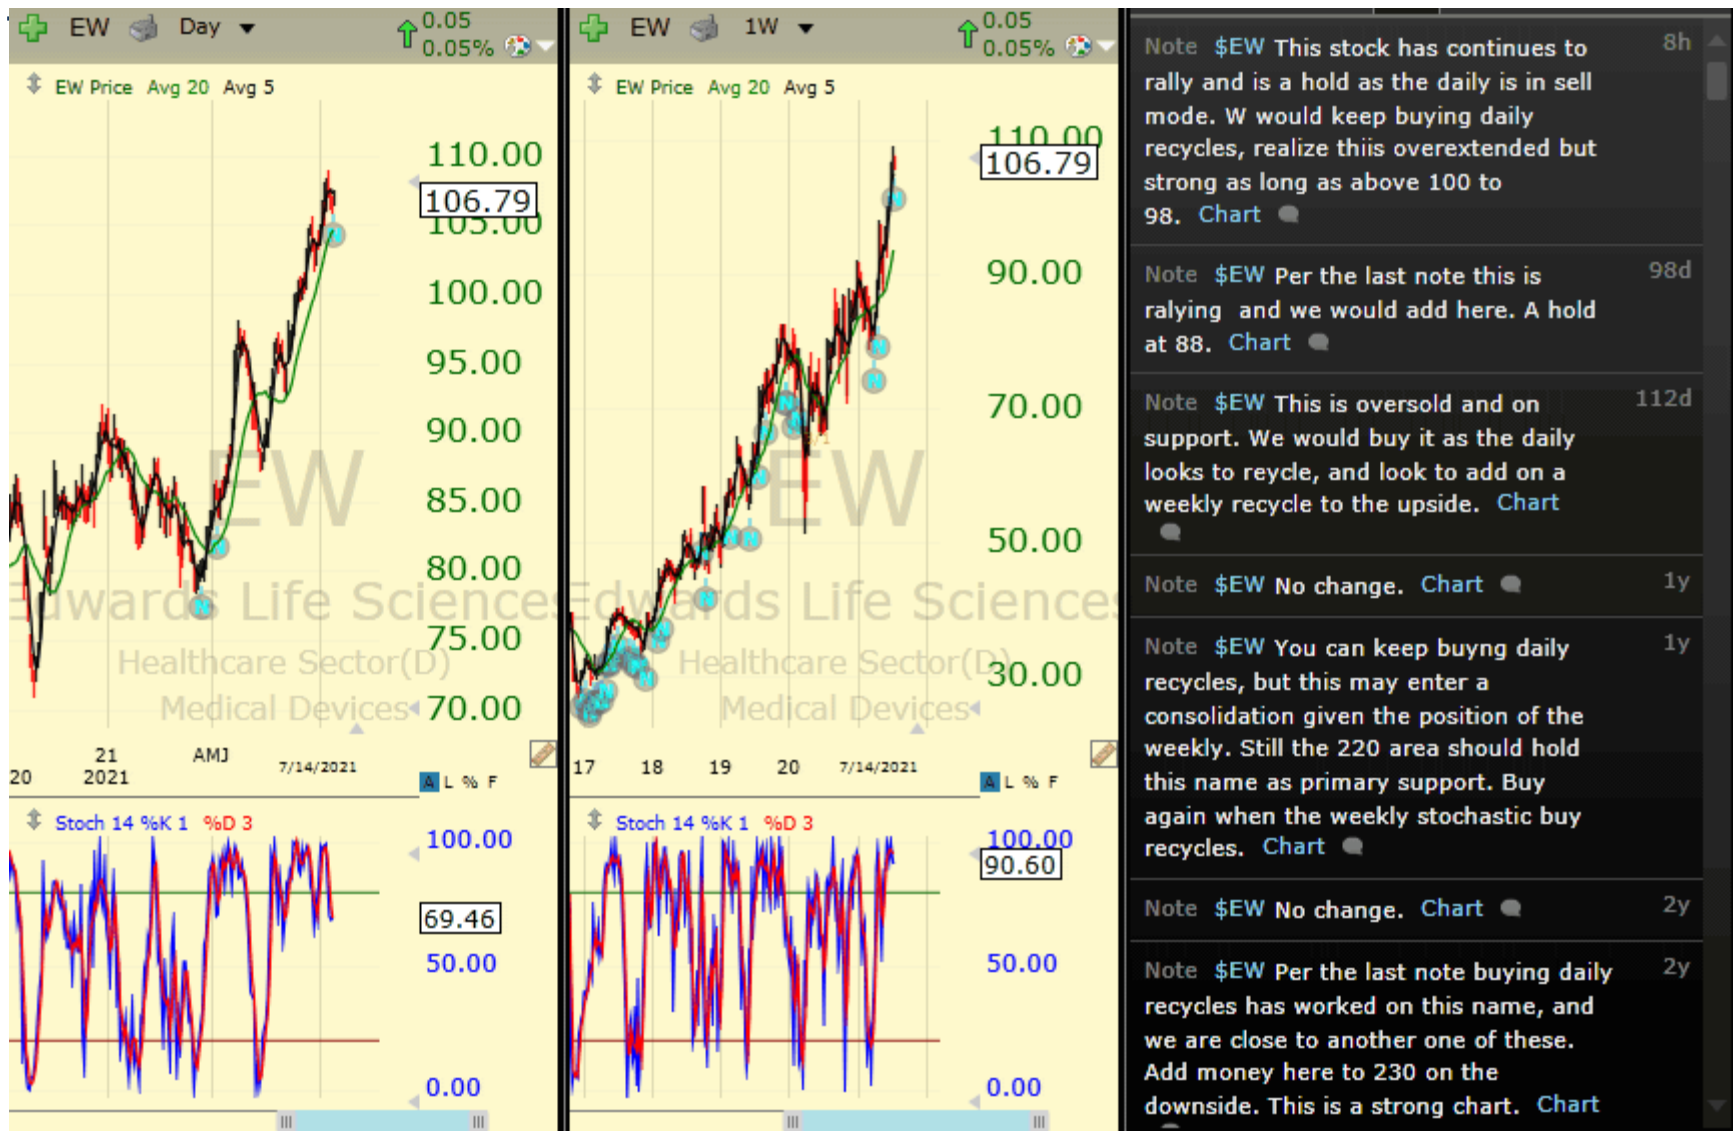 EW Day 0.05
0.05%
EW Price Avg 20 Avg 5
110.00
106.79
105.00
100.00
95.00
90.00
EW
85.00
80.00
Edwards Life Sciences
75.00
Healthcare Sector(D)
Medical Devices
70.00
20 21 AMJ 7/14/2021
2021
A L % F
Stoch 14 %K 1 %D 3
100.00
69.46
50.00
0.00
EW 1W 0.05
0.05%
EW Price Avg 20 Avg 5
110.00
106.79
90.00
70.00
EW
50.00
Edwards Life Sciences
Healthcare Sector(D)
30.00
Medical Devices
17 18 19 20 7/14/2021
A L % F
Stoch 14 %K 1 %D 3
100.00
90.60
50.00
0.00
Note $EW This stock has continues to 8h
rally and is a hold as the daily is in sell
mode. W would keep buying daily
recycles, realize thiis overextended but
strong as long as above 100 to
98. Chart
Note $EW Per the last note this is 98d
ralying and we would add here. A hold
at 88. Chart
Note $EW This is oversold and on 112d
support. We would buy it as the daily
looks to reycle, and look to add on a
weekly recycle to the upside. Chart
Note $EW No change. Chart 1y
Note $EW You can keep buyng daily 1y
recycles, but this may enter a
consolidation given the position of the
weekly. Still the 220 area should hold
this name as primary support. Buy
again when the weekly stochastic buy
recycles. Chart
Note $EW No change. Chart 2y
Note $EW Per the last note buying daily 2y
recycles has worked on this name, and
we are close to another one of these.
Add money here to 230 on the
downside. This is a strong chart. Chart